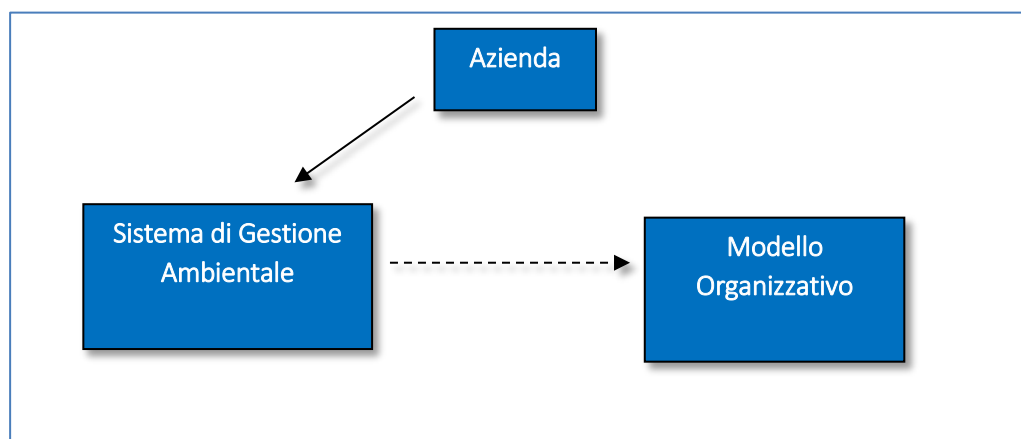 Azienda
Sistema di Gestione
Ambientale
Modello
Organizzativo